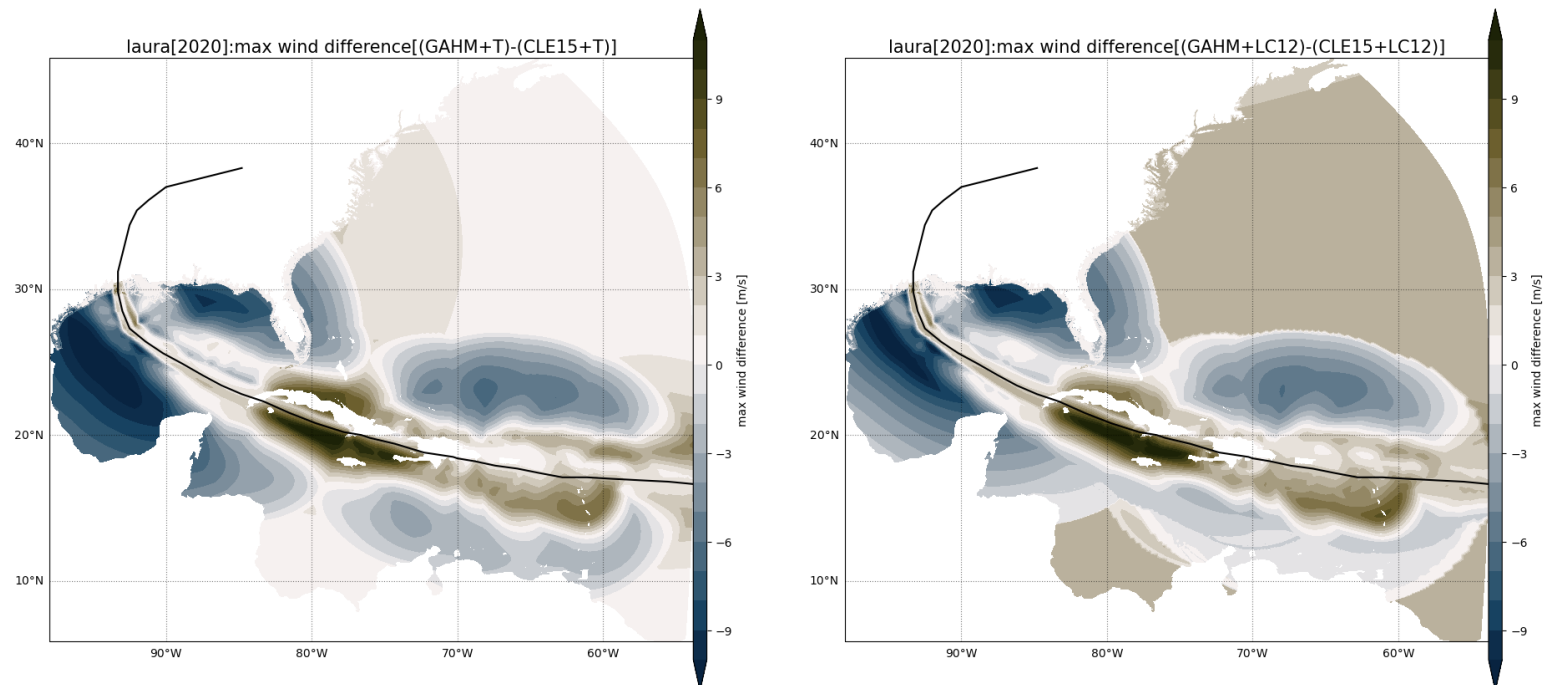 laura[2020]:max wind difference[(GAHM+T)-(CLE15+T)]
40°N
30°N
20°N
10°N
90°W
80°W
70°W
60°W
9
6
3
0
−3
−6
−9
max wind difference [m/s]
laura[2020]:max wind difference[(GAHM+LC12)-(CLE15+LC12)]
40°N
30°N
20°N
10°N
90°W
80°W
70°W
60°W
9
6
3
0
−3
−6
−9
max wind difference [m/s]